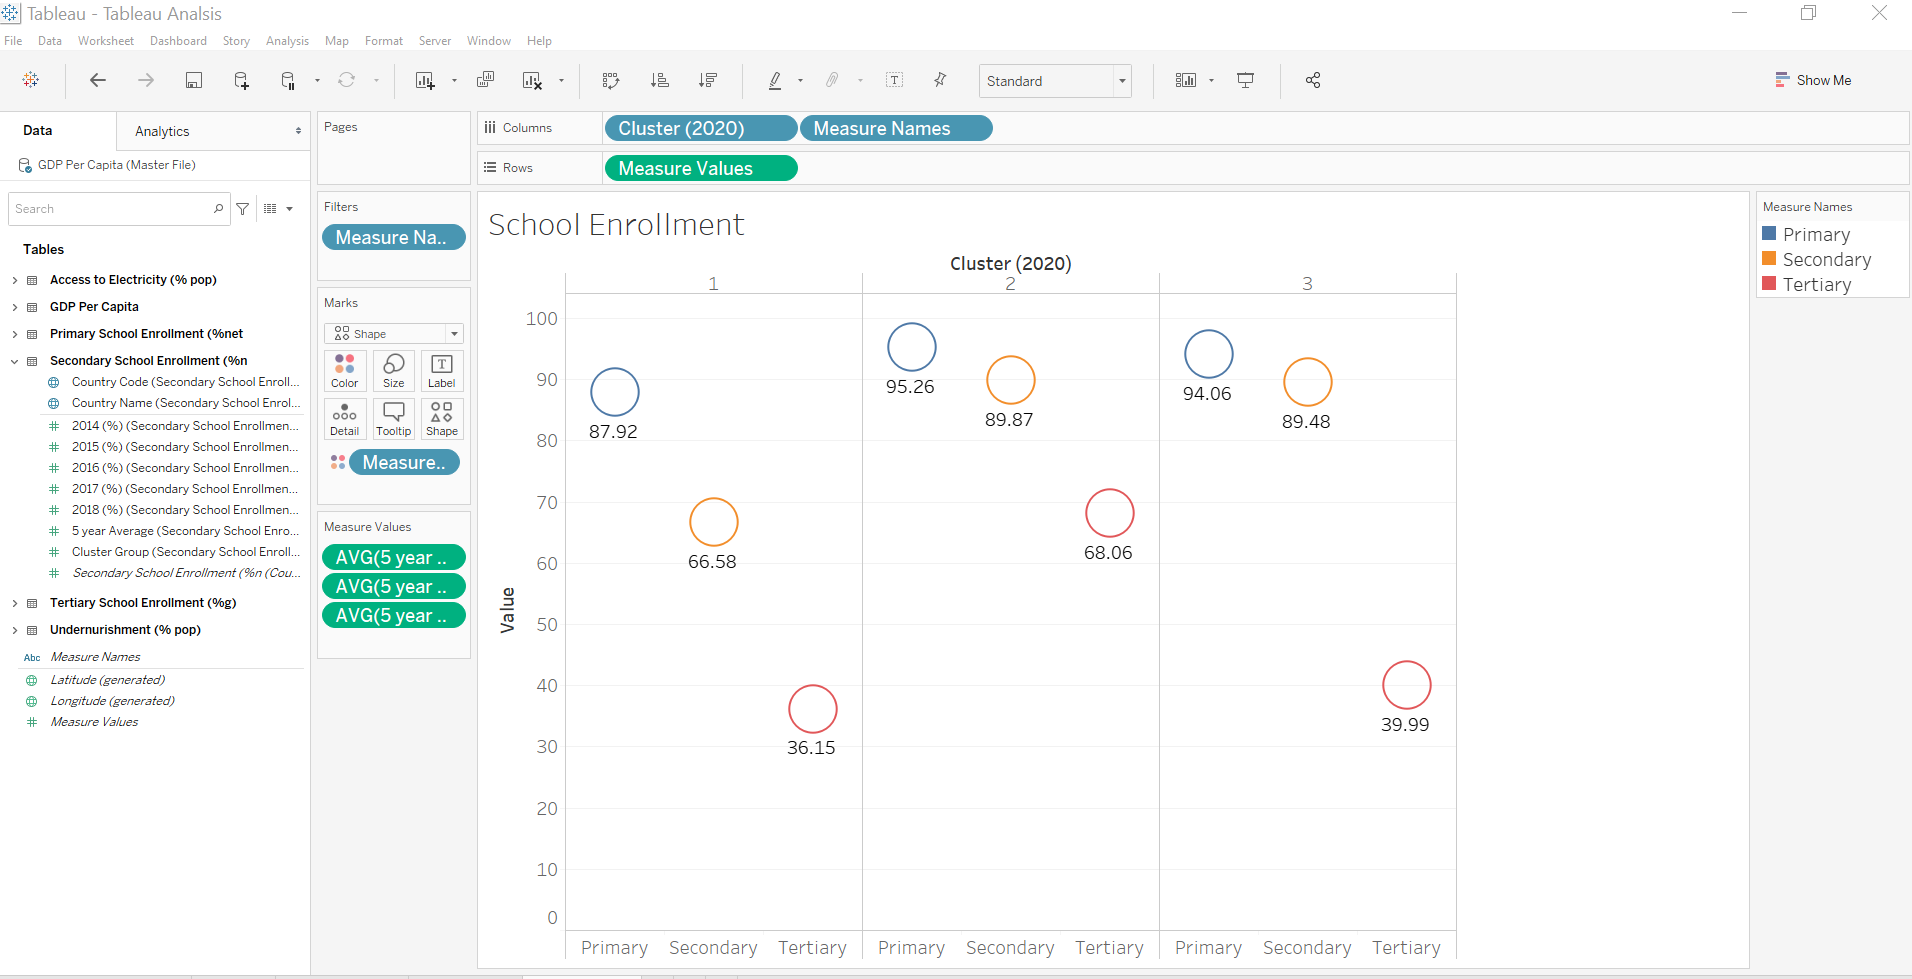 Tableau - Tableau Analsis
File Data Worksheet Dashboard Story Analysis Map Format Server Window Help
Standard
Show Me
Data
Analytics
GDP Per Capita (Master File)
Search
Tables
Access to Electricity (% pop)
GDP Per Capita
Primary School Enrollment (%net
Secondary School Enrollment (%n
Country Code (Secondary School Enroll...
Country Name (Secondary School Enrol...
2014 (%) (Secondary School Enrollmen...
2015 (%) (Secondary School Enrollmen...
2016 (%) (Secondary School Enrollmen...
2017 (%) (Secondary School Enrollmen...
2018 (%) (Secondary School Enrollmen...
5 year Average (Secondary School Enro...
Cluster Group (Secondary School Enroll...
Secondary School Enrollment (%n (Cou...
Tertiary School Enrollment (%g)
Undernurishment (% pop)
Abc Measure Names
Latitude (generated)
Longitude (generated)
Measure Values
Pages
Filters
Measure Na..
Marks
Shape
Color Size Label
Detail Tooltip Shape
Measure..
Measure Values
AVG(5 year ..
AVG(5 year ..
AVG(5 year ..
Columns
Cluster (2020) Measure Names
Rows
Measure Values
School Enrollment
Cluster (2020)
1 2 3
100
90
80
70
60
50
40
30
20
10
0
Value
87.92
66.58
36.15
95.26
89.87
68.06
94.06
89.48
39.99
Primary Secondary Tertiary Primary Secondary Tertiary Primary Secondary Tertiary
Measure Names
Primary
Secondary
Tertiary